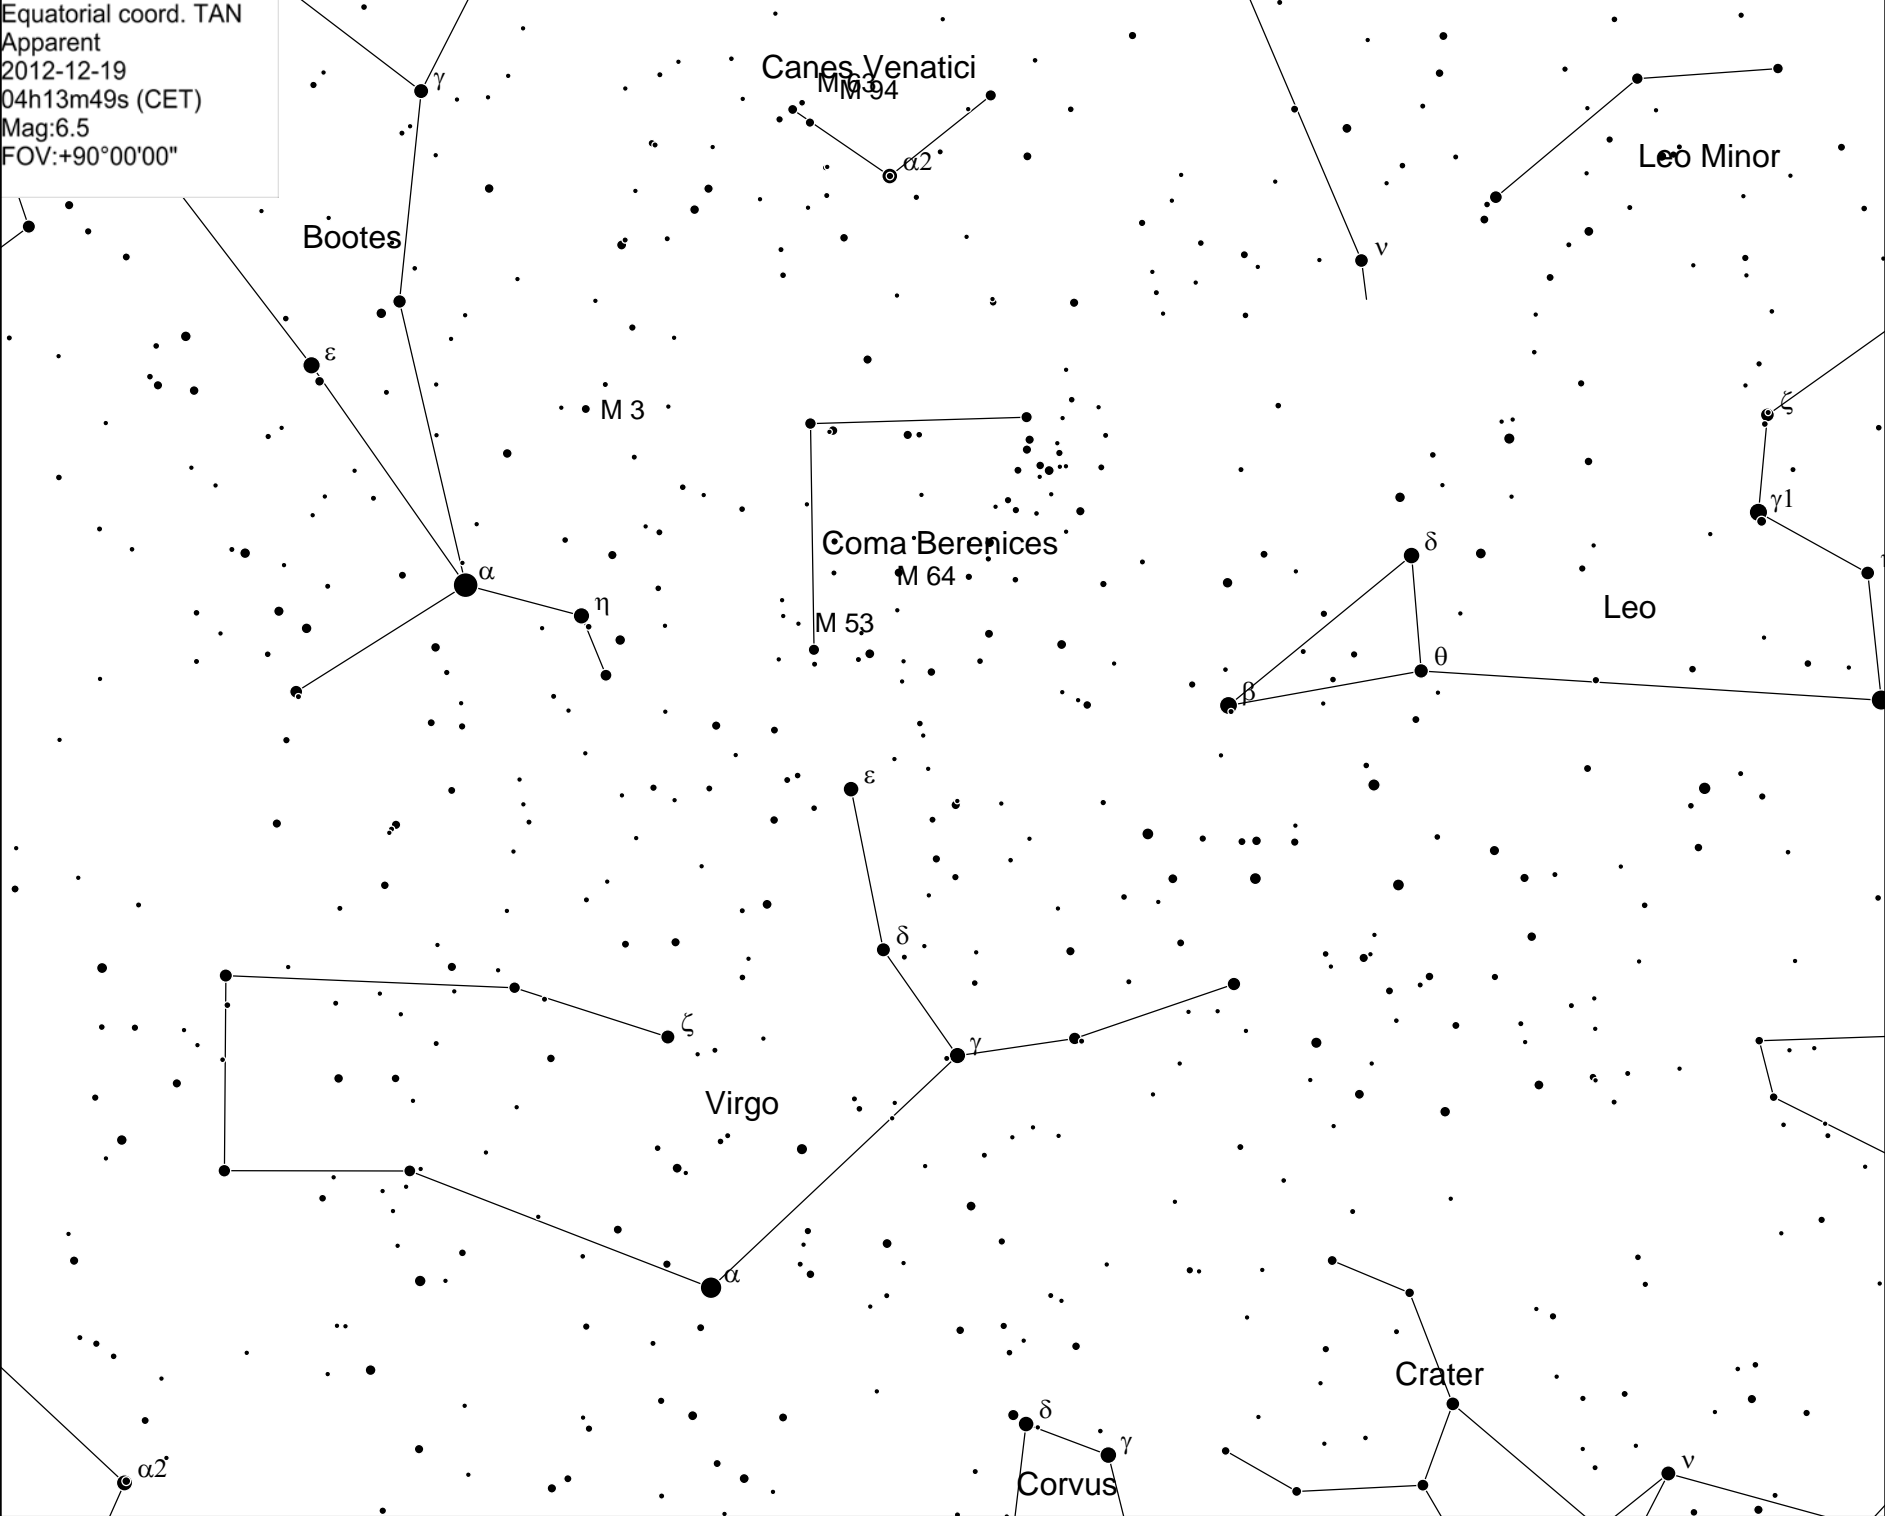 Equatorial coord. TAN
Apparent
2012-12-19
04h13m49s (CET)
Mag:6.5
FOV:+90°00'00"
γ
Canes Venatici
M 63
M 94
α2
Leo Minor
Bootes
ν
ε
M 3
ζ
γ1
Coma Berenices
δ
α
M 64
η
Leo
M 53
θ
β
ε
δ
ζ
γ
Virgo
α
Crater
δ
γ
α2
ν
Corvus